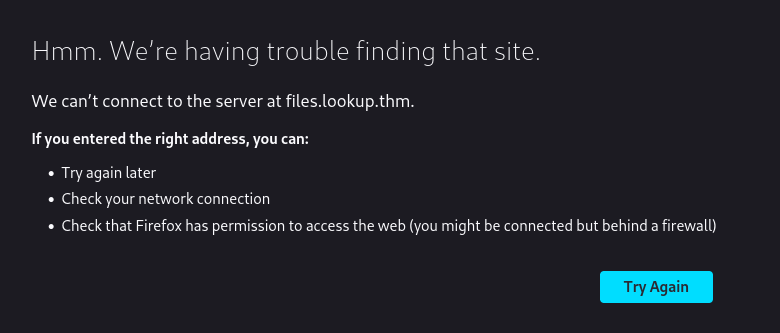 Hmm. We’re having trouble finding that site.
We can’t connect to the server at files.lookup.thm.
If you entered the right address, you can:
• Try again later
• Check your network connection
• Check that Firefox has permission to access the web (you might be connected but behind a firewall)
Try Again